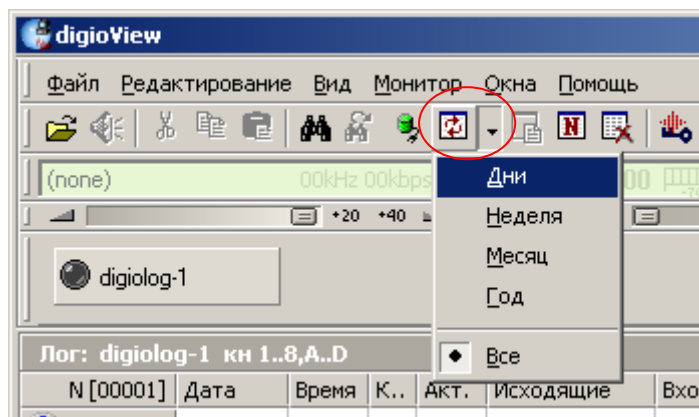 digioView
Файл Редактирование Вид Монитор Окна Помощь
N
(none) 00kHz 00kbps 00
+20 +40
Дни
Неделя
Месяц
Год
Все
digiolog-1
Лог: digiolog-1 кн 1..8,A..D
N [00001] Дата Время К.. Акт. Исходящие Вхо